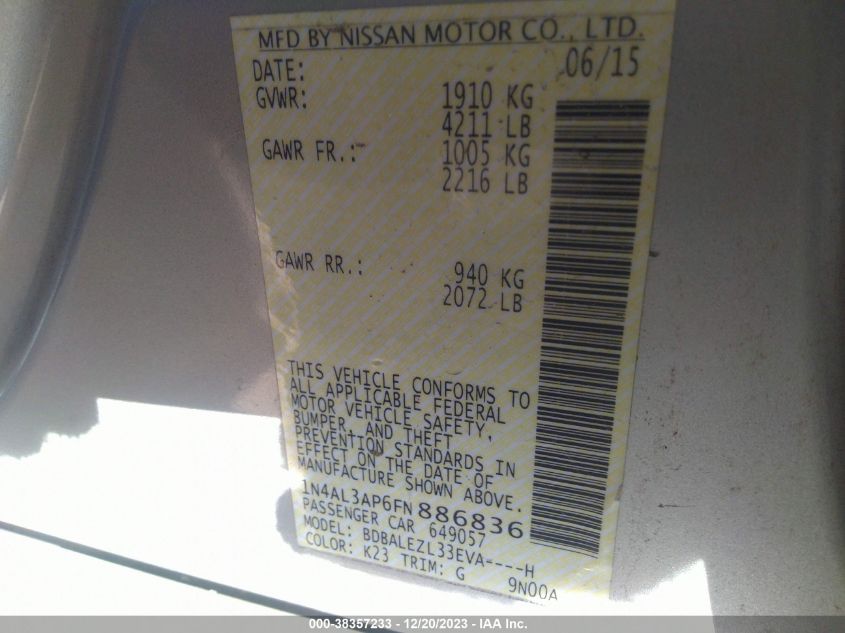 MFD BY NISSAN MOTOR CO., LTD.
DATE: 06/15
GVWR: 1910 KG
4211 LB
GAWR FR.: 1005 KG
2216 LB
GAWR RR.: 940 KG
2072 LB
THIS VEHICLE CONFORMS TO
ALL APPLICABLE FEDERAL
MOTOR VEHICLE SAFETY,
BUMPER, AND THEFT
PREVENTION STANDARDS IN
EFFECT ON THE DATE OF
MANUFACTURE SHOWN ABOVE.
1N4AL3AP6FN886836
PASSENGER CAR 649057
MODEL: BDBALEZL33EVA----H
COLOR: K23 TRIM: G 9N00A
000-38357233 - 12/20/2023 - IAA Inc.